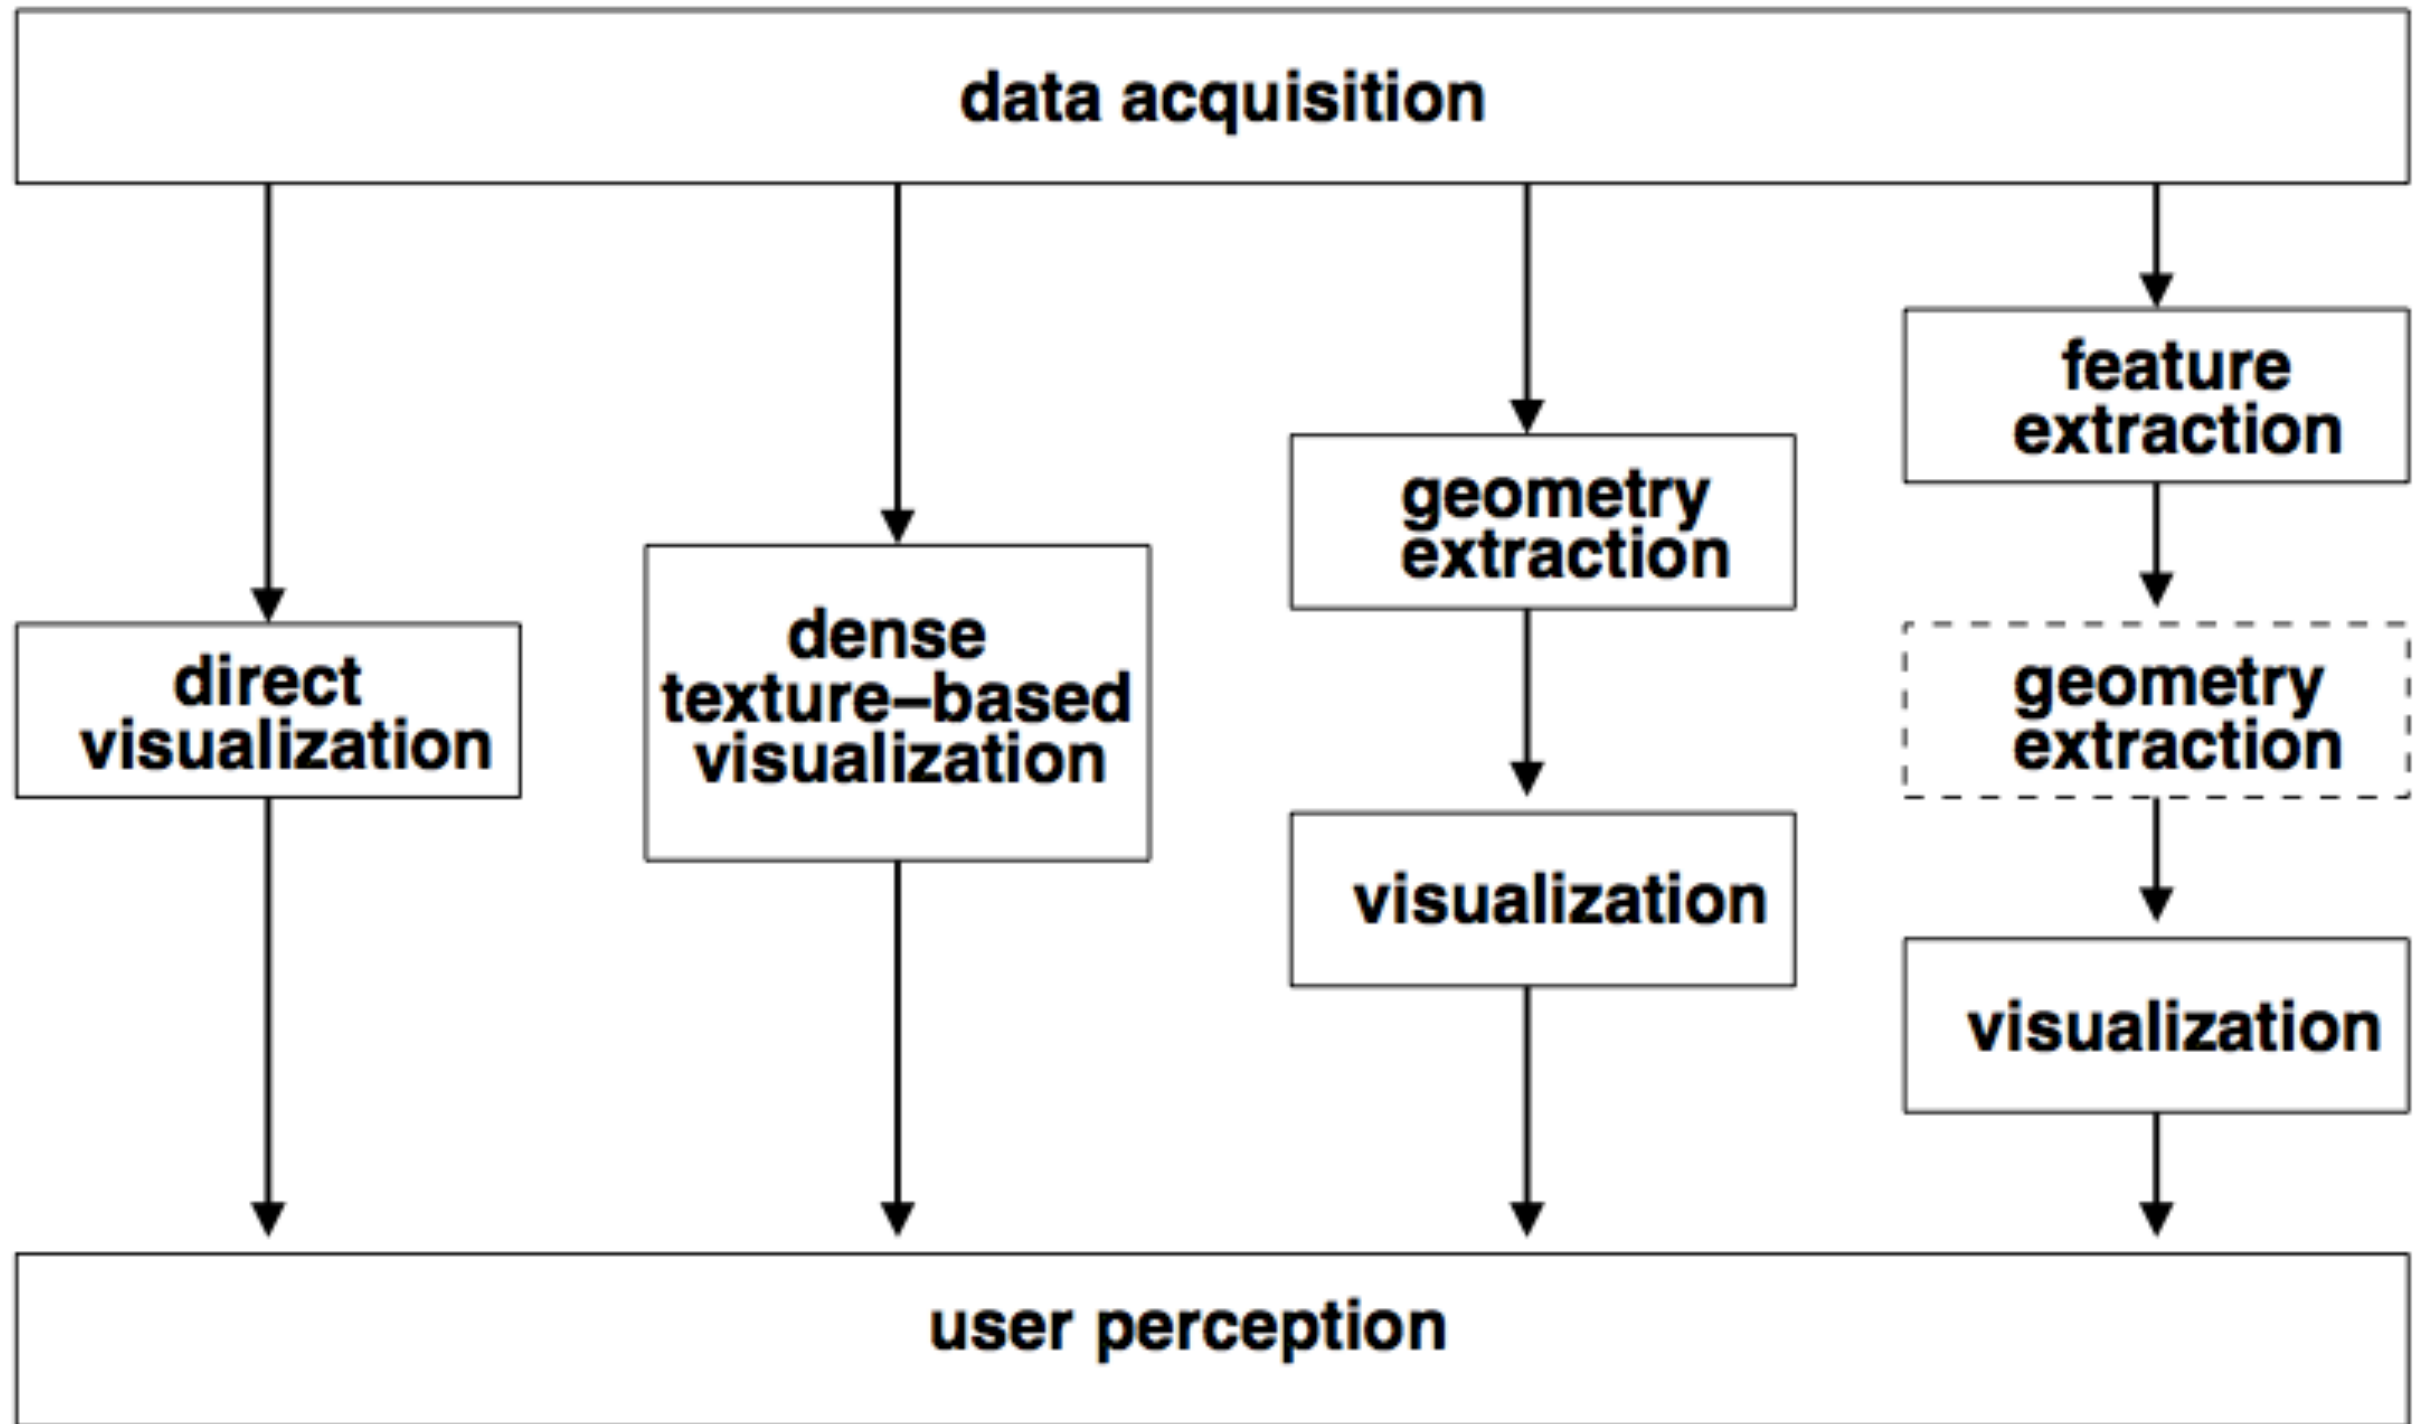 data acquisition
direct
visualization
dense
texture–based
visualization
geometry
extraction
visualization
feature
extraction
geometry
extraction
visualization
user perception